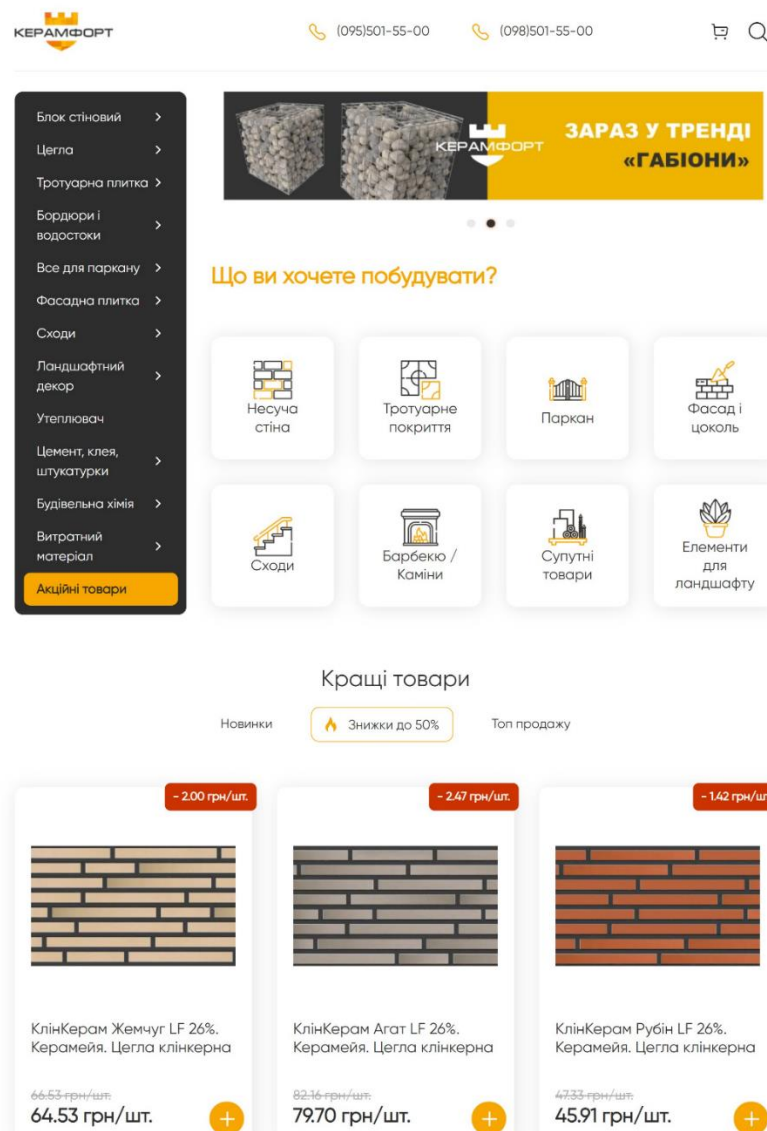 КЕРАМФОРТ
(095)501-55-00
(098)501-55-00
Блок стіновий
Цегла
Тротуарна плитка
Бордюри і
водостоки
Все для паркану
Фасадна плитка
Сходи
Ландшафтний
декор
Утеплювач
Цемент, клея,
штукатурки
Будівельна хімія
Витратний
матеріал
Акційні товари
КЕРАМФОРТ
ЗАРАЗ У ТРЕНДІ
«ГАБІОНИ»
Що ви хочете побудувати?
Несуча
стіна
Тротуарне
покриття
Паркан
Фасад і
цоколь
Сходи
Барбекю /
Каміни
Супутні
товари
Елементи
для
ландшафту
Кращі товари
Новинки
Знижки до 50%
Топ продажу
- 2.00 грн/шт.
- 2.47 грн/шт.
- 1.42 грн/шт
КлінКерам Жемчуг LF 26%.
Керамейя. Цегла клінкерна
66.53 грн/шт.
64.53 грн/шт.
КлінКерам Агат LF 26%.
Керамейя. Цегла клінкерна
82.16 грн/шт.
79.70 грн/шт.
КлінКерам Рубін LF 26%.
Керамейя. Цегла клінкерна
47.33 грн/шт.
45.91 грн/шт.